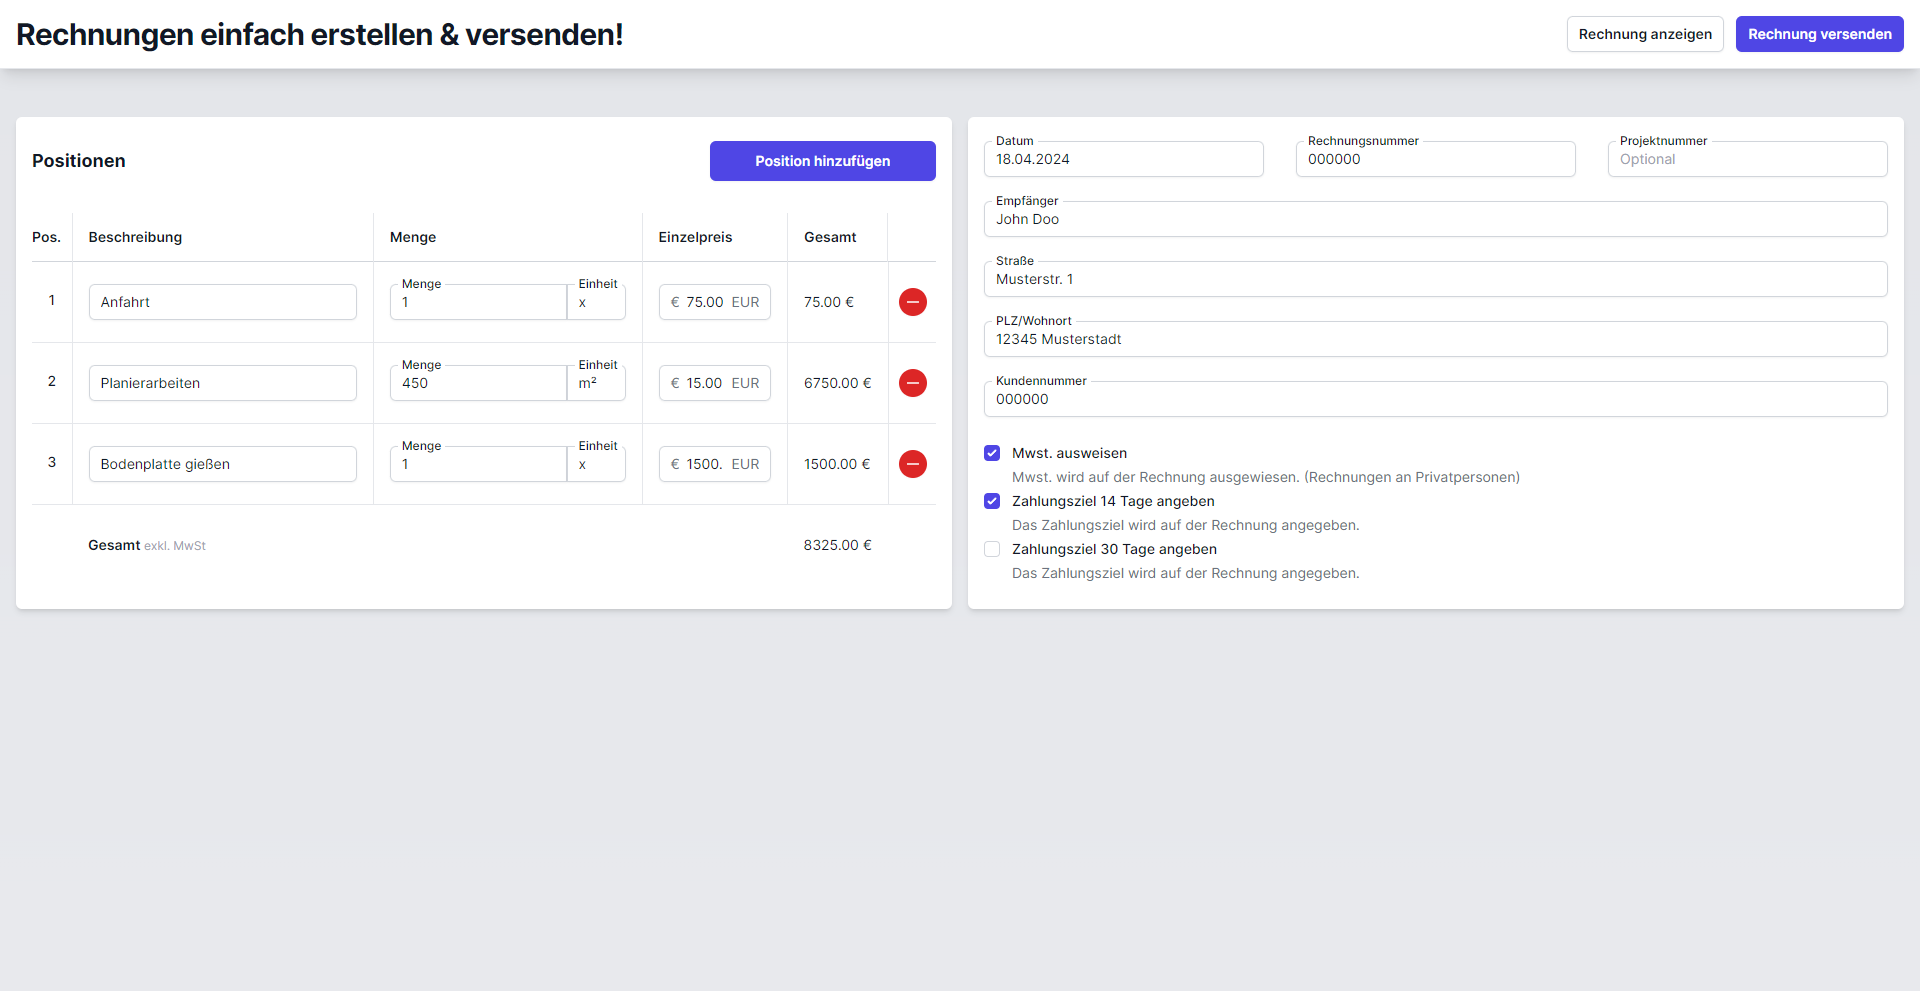 Rechnungen einfach erstellen & versenden!
Rechnung anzeigen
Rechnung versenden
Positionen
Position hinzufügen
Pos. Beschreibung Menge Einzelpreis Gesamt
Menge Einheit
1 Anfahrt 1 x € 75.00 EUR 75.00 €
Menge Einheit
2 Planierarbeiten 450 m² € 15.00 EUR 6750.00 €
Menge Einheit
3 Bodenplatte gießen 1 x € 1500. EUR 1500.00 €
Gesamt exkl. MwSt 8325.00 €
Datum
18.04.2024
Rechnungsnummer
000000
Projektnummer
Optional
Empfänger
John Doo
Straße
Musterstr. 1
PLZ/Wohnort
12345 Musterstadt
Kundennummer
000000
Mwst. ausweisen
Mwst. wird auf der Rechnung ausgewiesen. (Rechnungen an Privatpersonen)
Zahlungsziel 14 Tage angeben
Das Zahlungsziel wird auf der Rechnung angegeben.
Zahlungsziel 30 Tage angeben
Das Zahlungsziel wird auf der Rechnung angegeben.